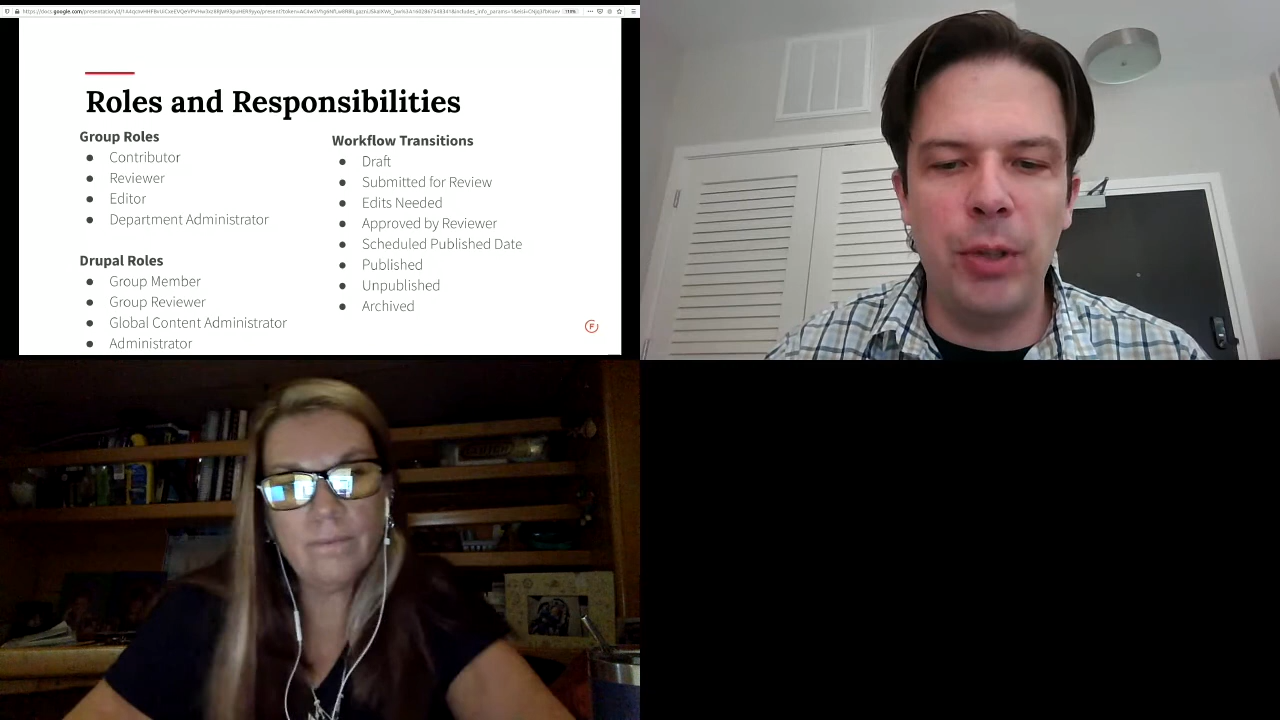 Roles and Responsibilities
Group Roles
● Contributor
● Reviewer
● Editor
● Department Administrator
Drupal Roles
● Group Member
● Group Reviewer
● Global Content Administrator
● Administrator
Workflow Transitions
● Draft
● Submitted for Review
● Edits Needed
● Approved by Reviewer
● Scheduled Published Date
● Published
● Unpublished
● Archived
F